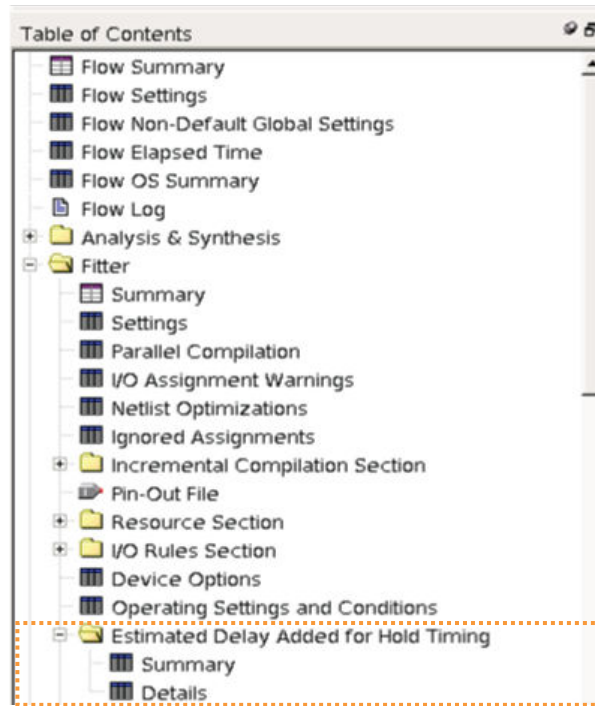 Table of Contents
Flow Summary
Flow Settings
Flow Non-Default Global Settings
Flow Elapsed Time
Flow OS Summary
Flow Log
Analysis & Synthesis
Fitter
Summary
Settings
Parallel Compilation
I/O Assignment Warnings
Netlist Optimizations
Ignored Assignments
Incremental Compilation Section
Pin-Out File
Resource Section
I/O Rules Section
Device Options
Operating Settings and Conditions
Estimated Delay Added for Hold Timing
Summary
Details